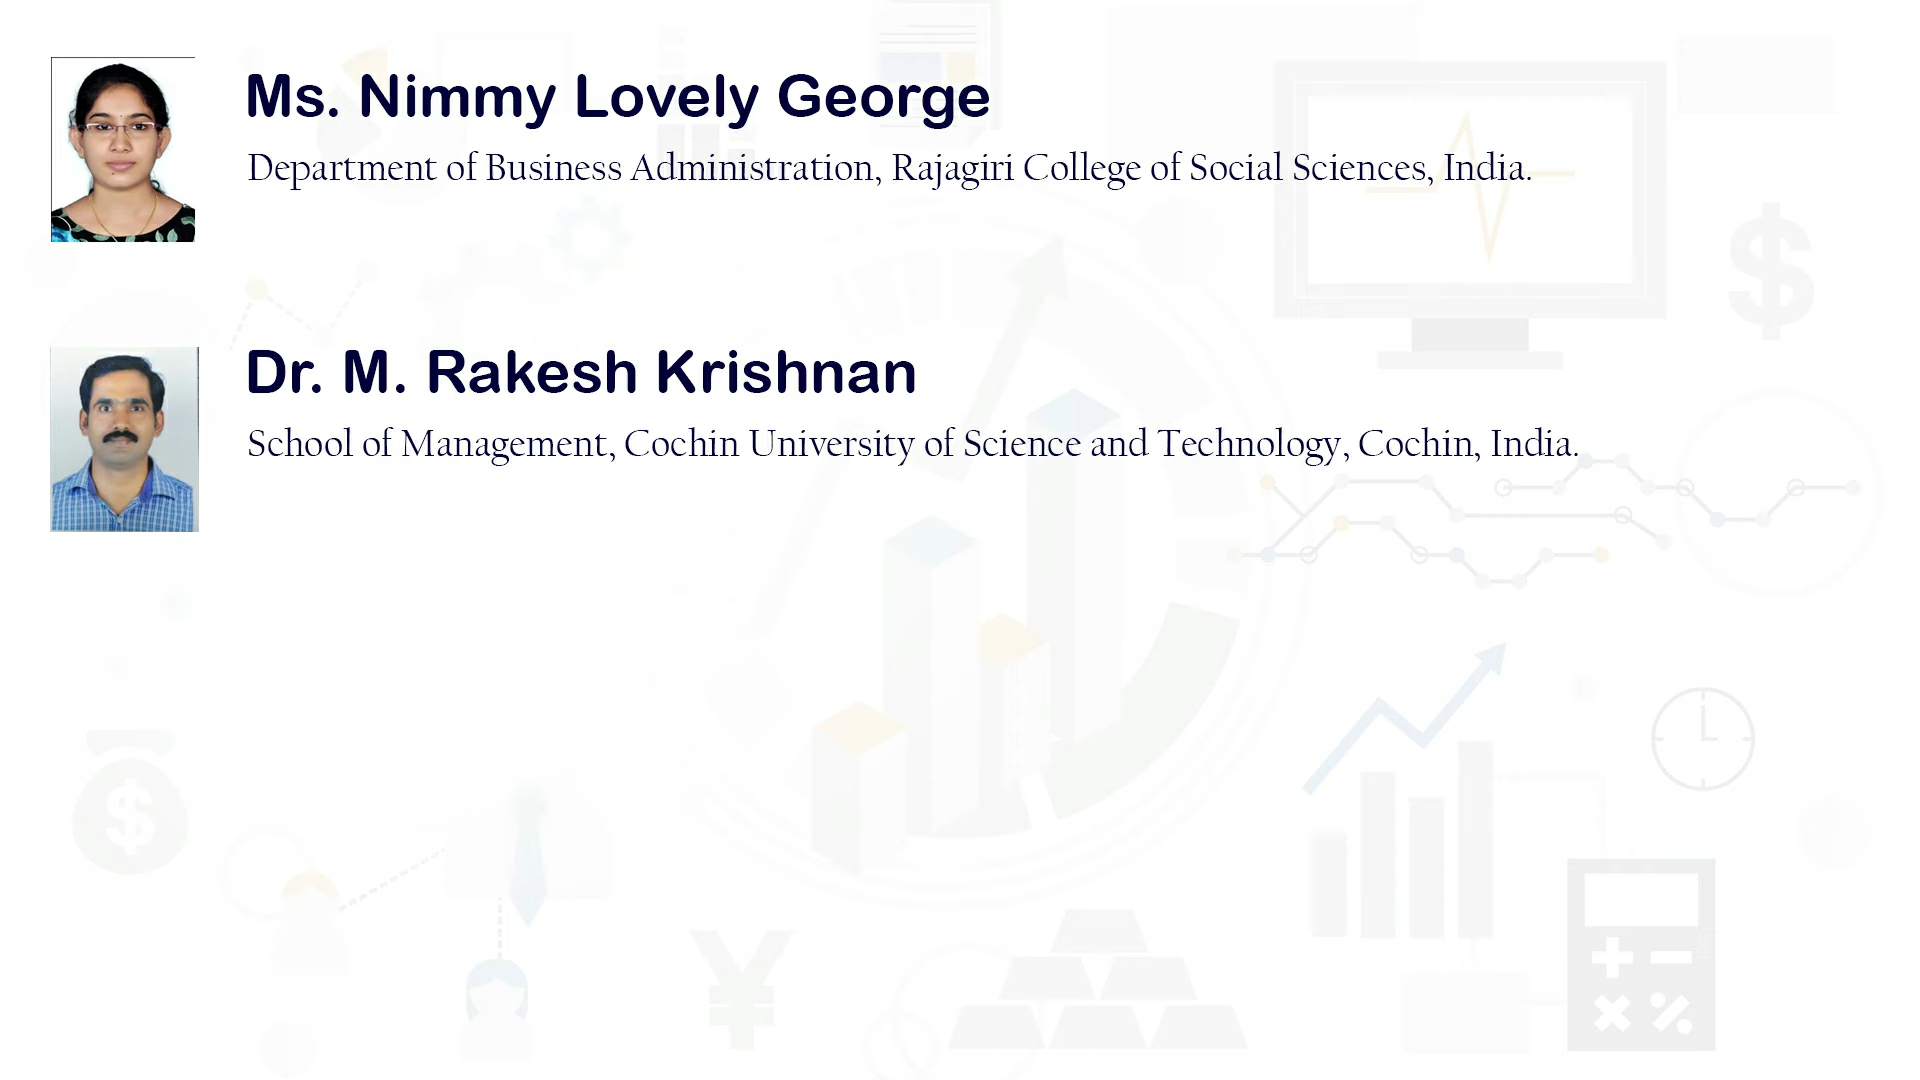 Ms. Nimmy Lovely George
Department of Business Administration, Rajagiri College of Social Sciences, India.
Dr. M. Rakesh Krishnan
School of Management, Cochin University of Science and Technology, Cochin, India.